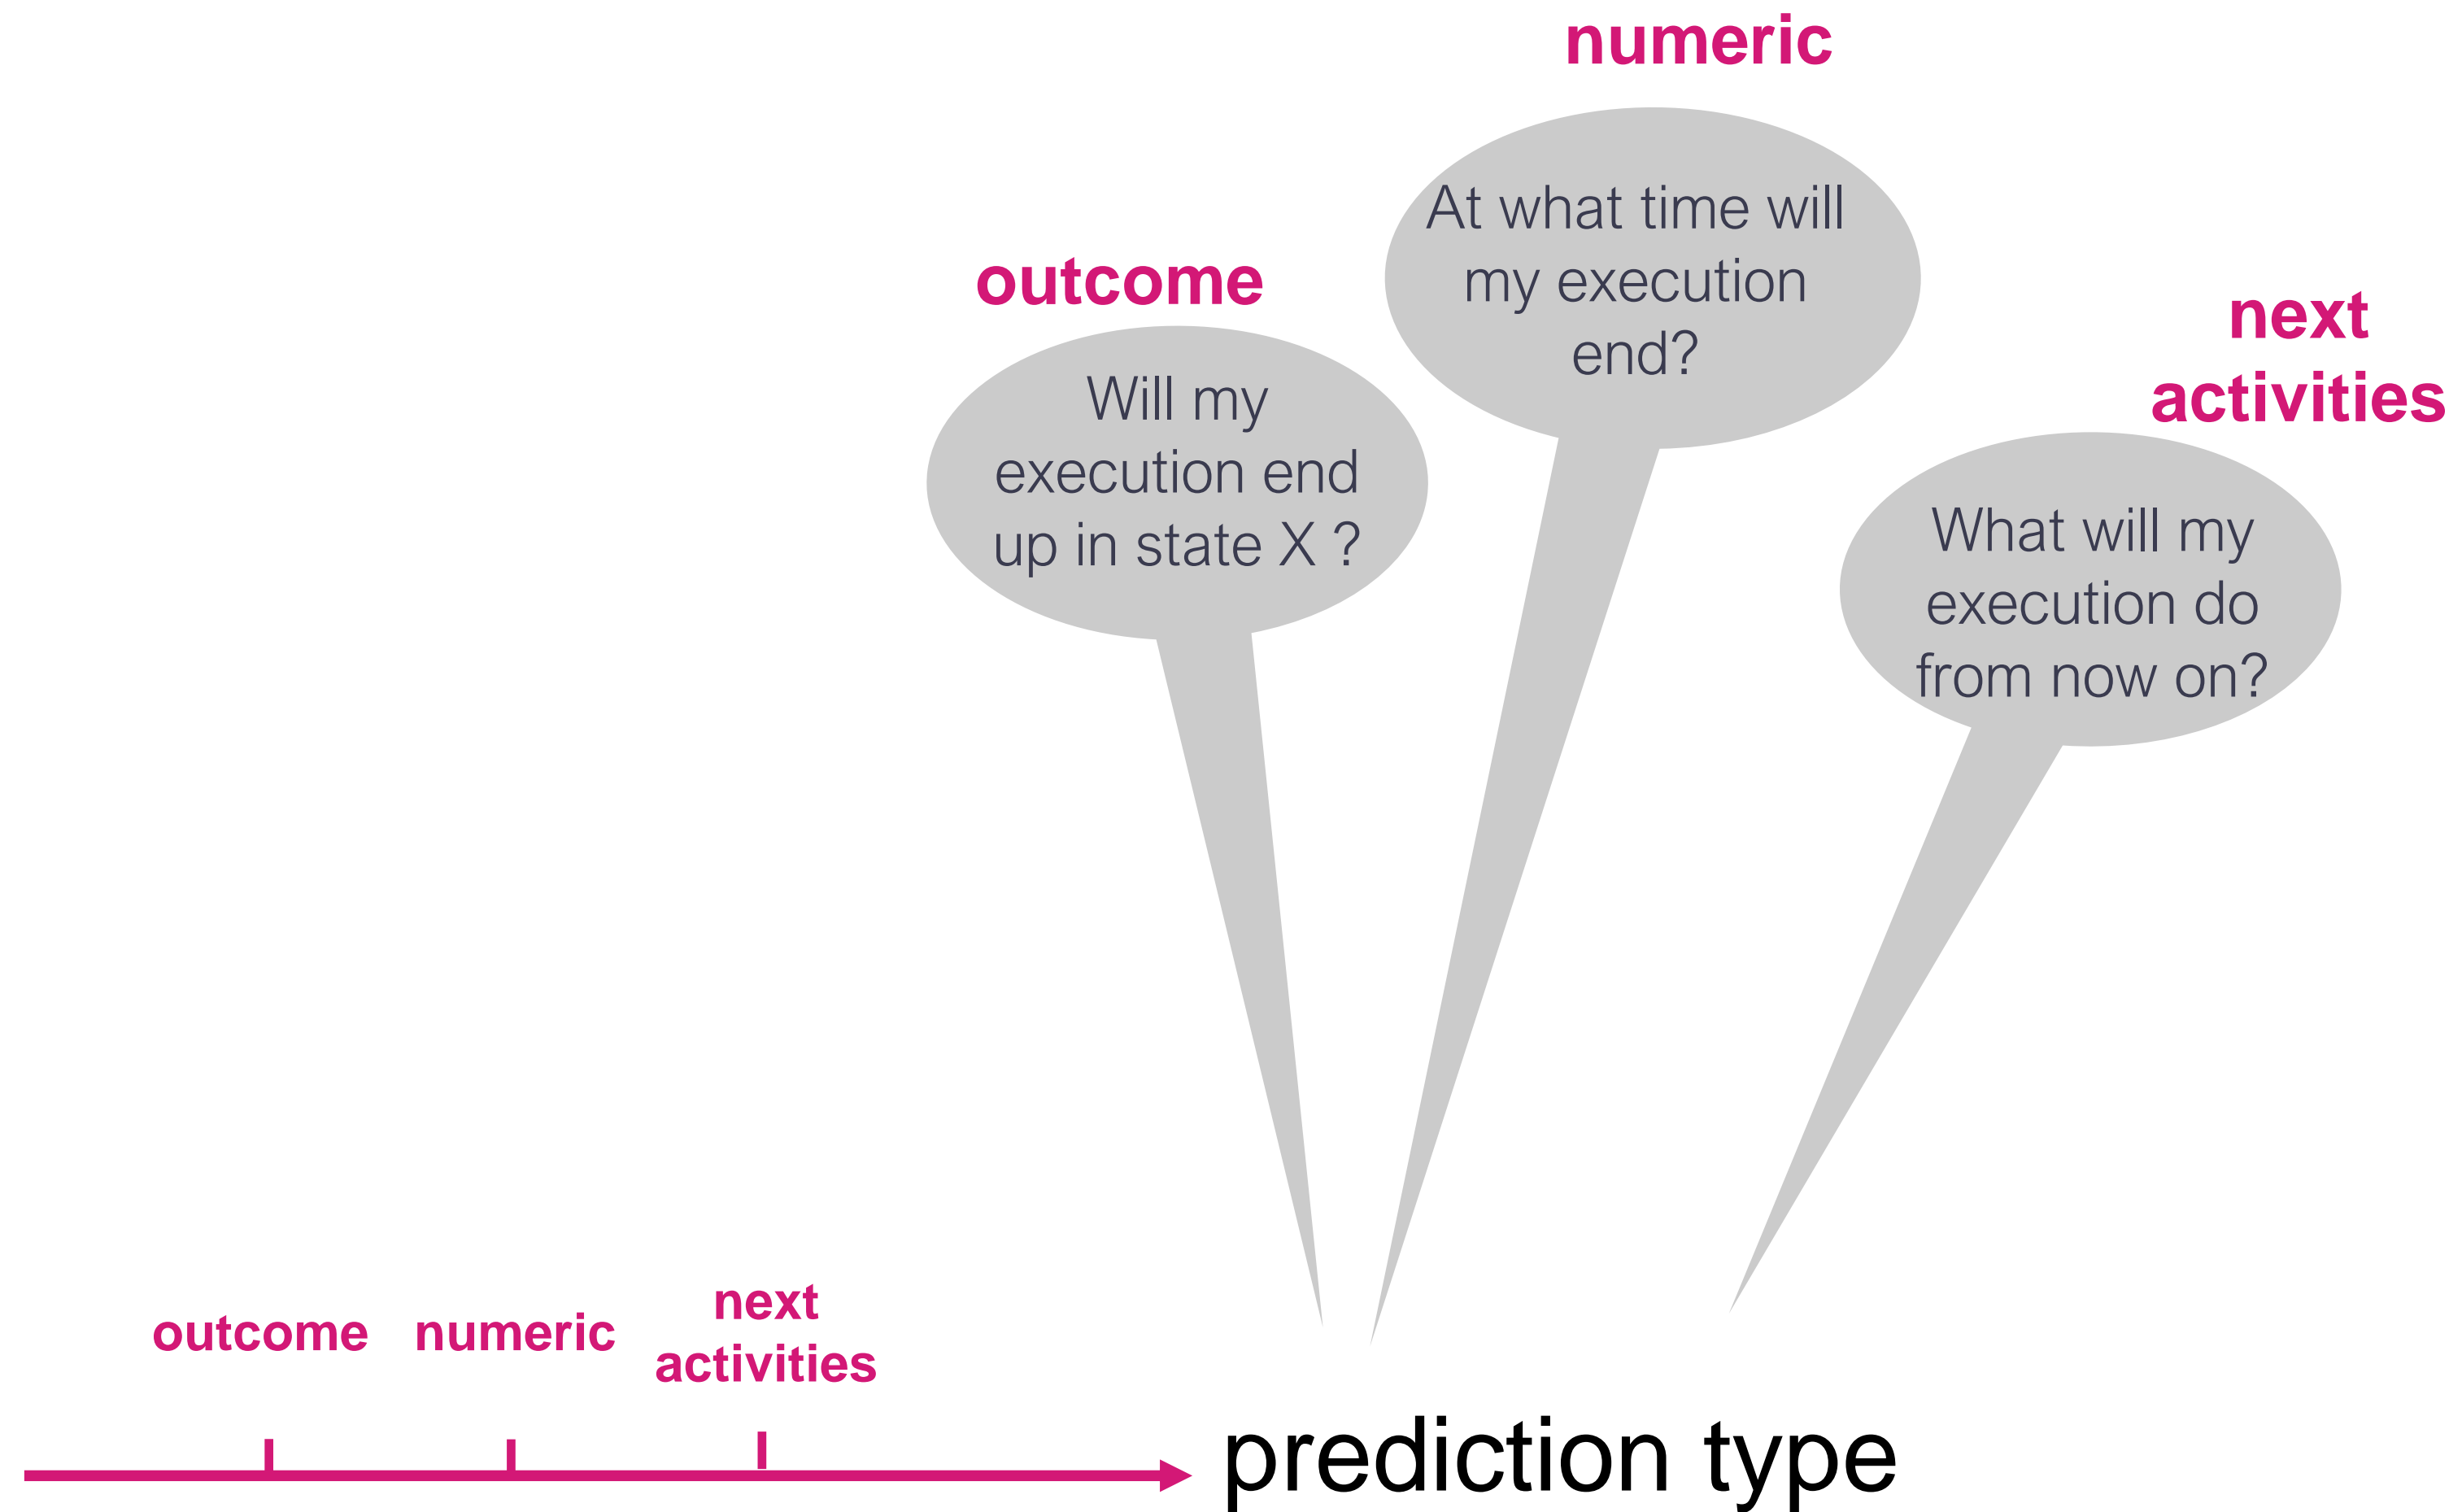 numeric
At what time will
my execution
end?
outcome
Will my
execution end
up in state X ?
next
activities
What will my
execution do
from now on?
outcome
numeric
next
activities
prediction type